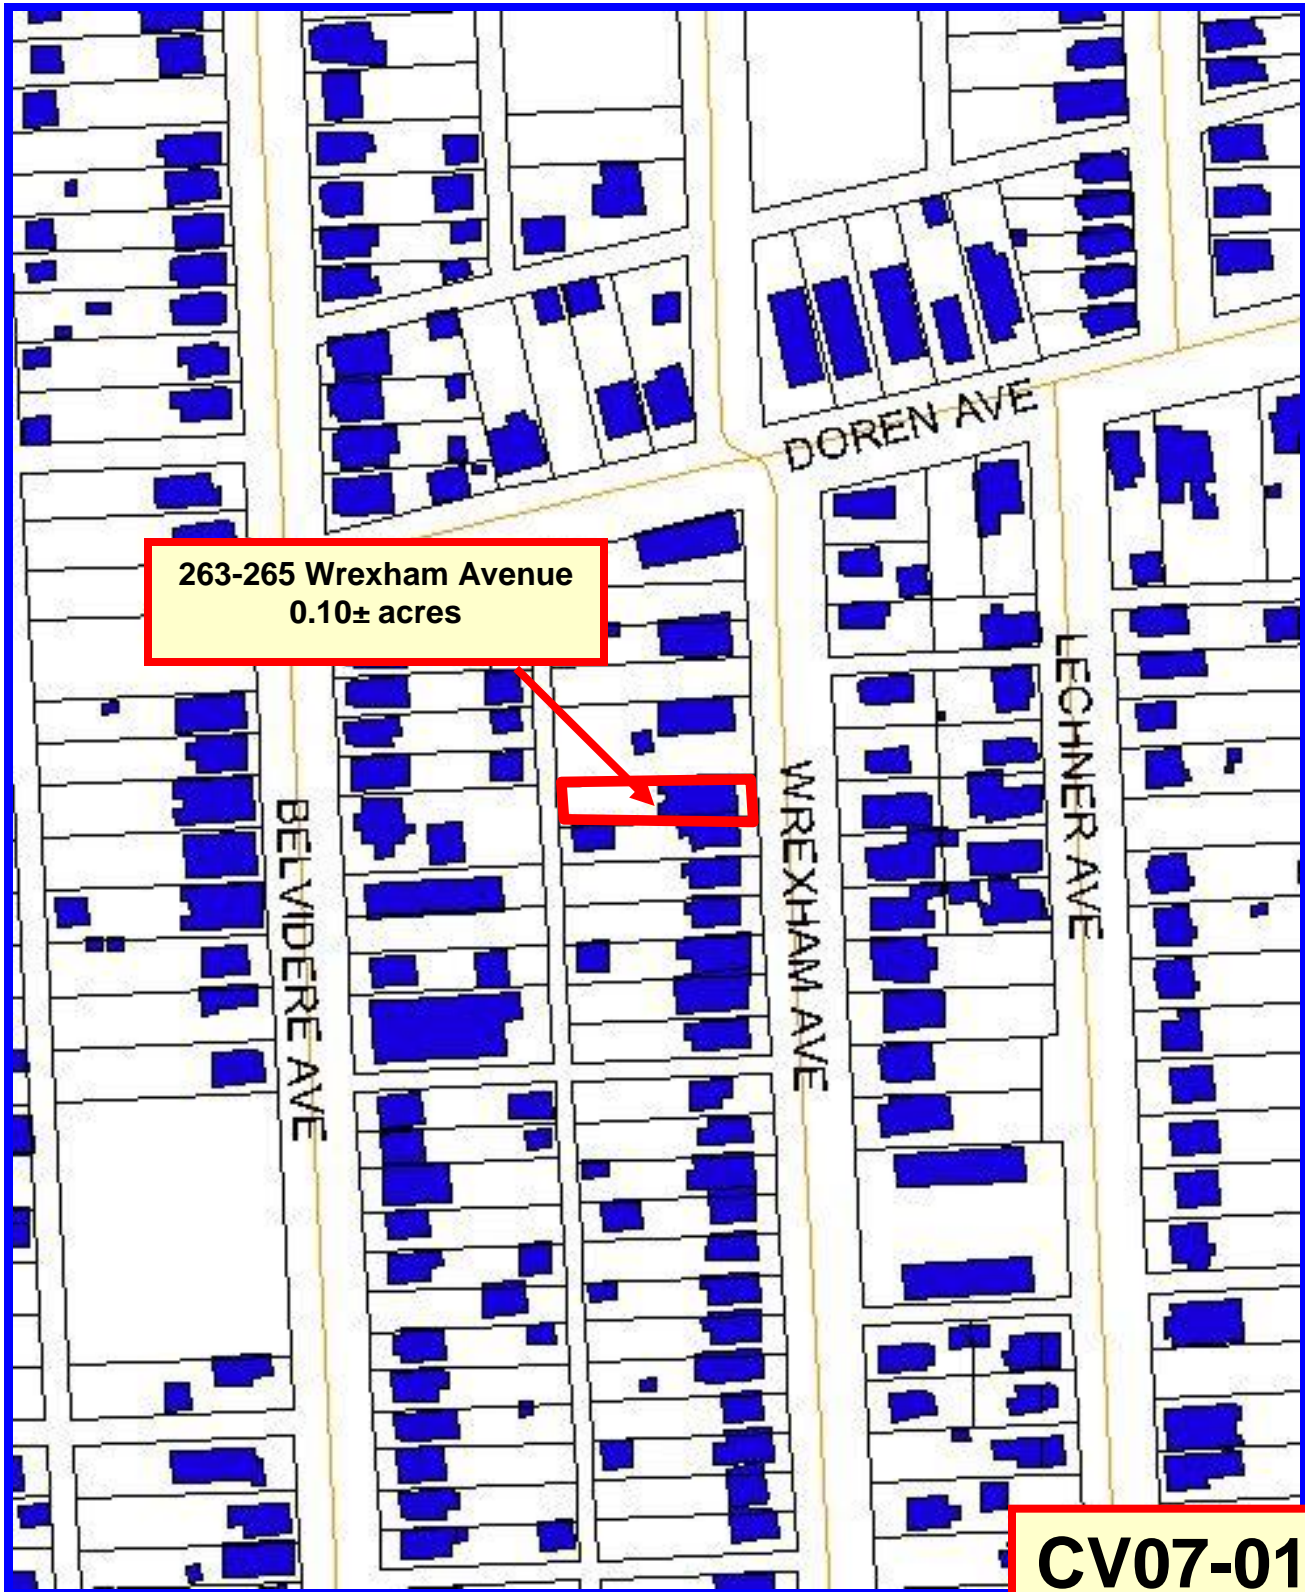 DOREN AVE
263-265 Wrexham Avenue
0.10± acres
LECHNER AVE
WREXHAM AVE
BELVIDERE AVE
CV07-01